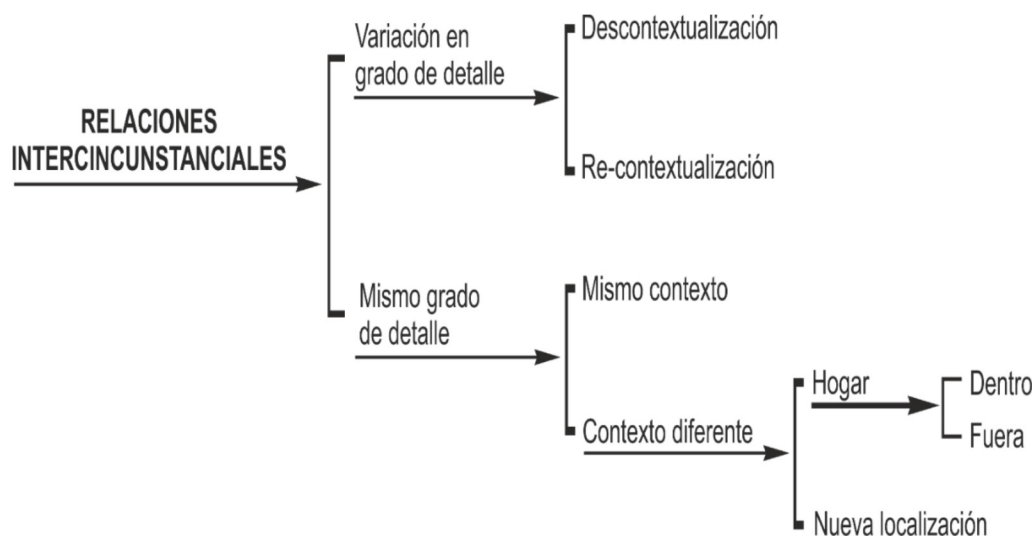 RELACIONES
INTERCINCUNSTANCIALES
Variación en
grado de detalle
Descontextualización
Re-contextualización
Mismo grado
de detalle
Mismo contexto
Contexto diferente
Hogar
Dentro
Fuera
Nueva localización